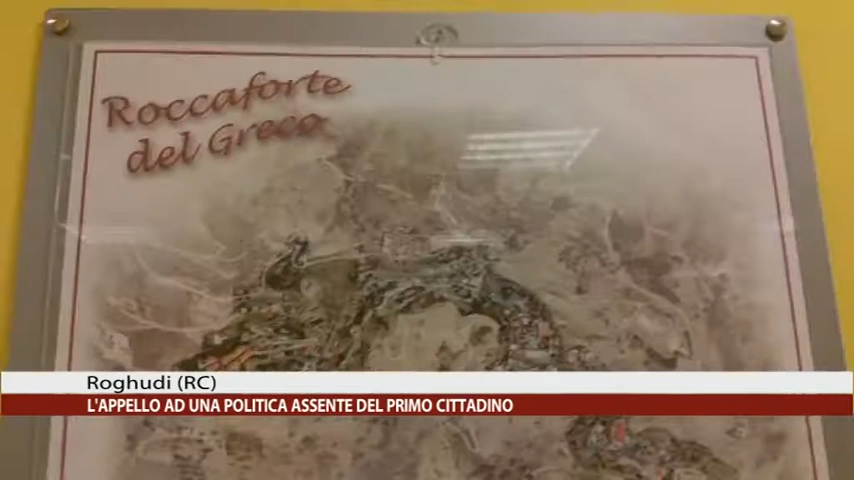 Roccaforte
del Greco
Roghudi (RC)
L'APPELLO AD UNA POLITICA ASSENTE DEL PRIMO CITTADINO